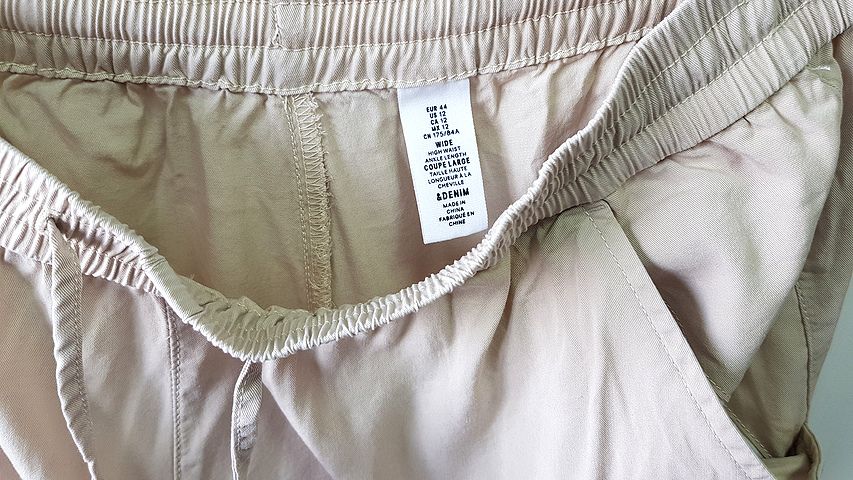 EUR 44
US 12
CA 12
MX 12
CN 175/84A
WIDE
HIGH WAIST
ANKLE LENGTH
COUPE LARGE
TAILLE HAUTE
LONGUEUR À LA
CHEVILLE
&DENIM
MADE IN
CHINA
FABRIQUÉ EN
CHINE